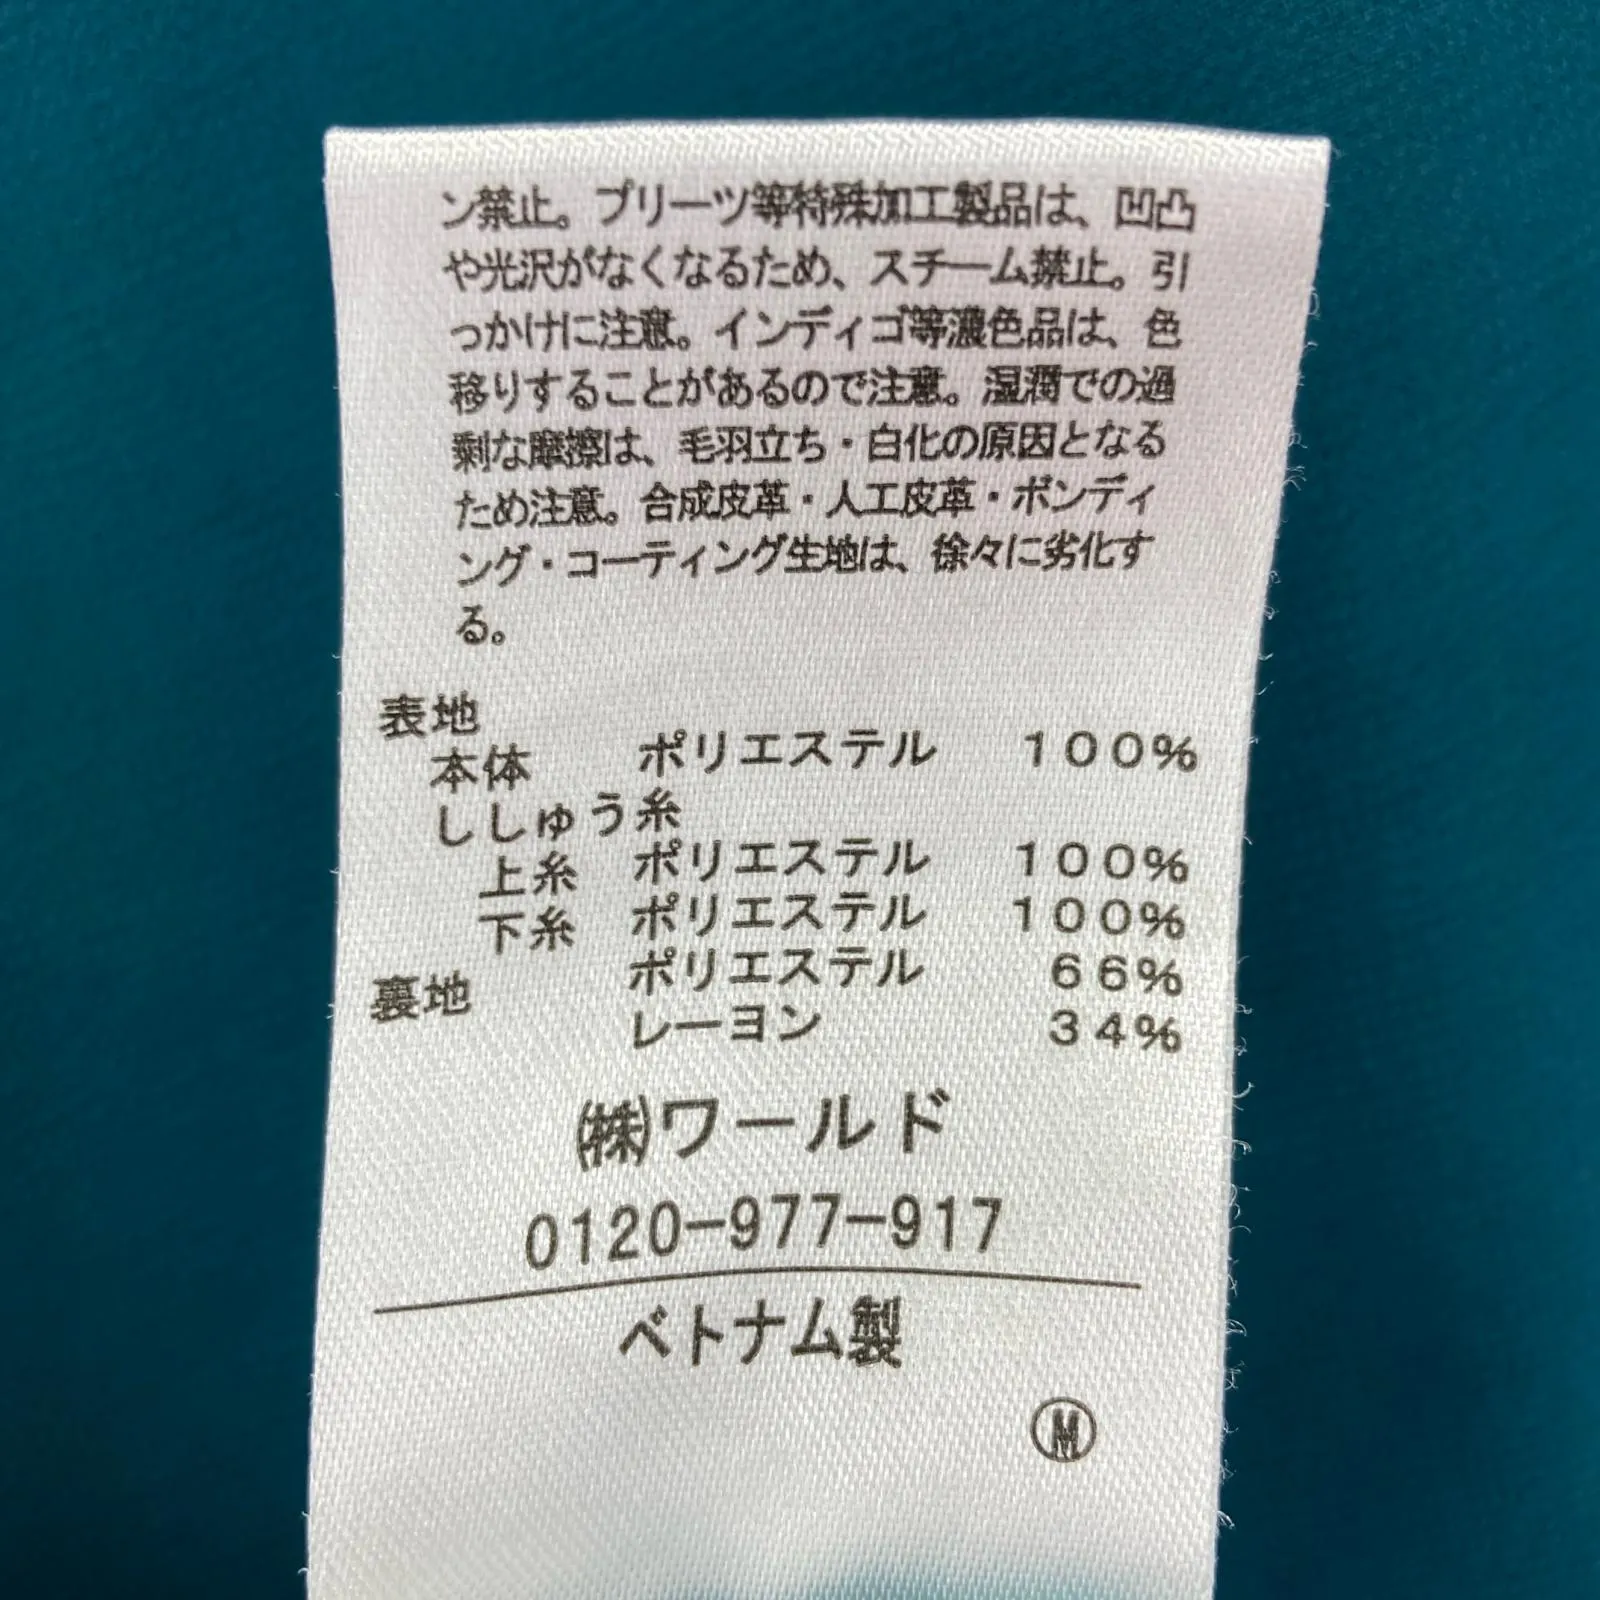 ン禁止。プリーツ等特殊加工製品は、凹凸
や光沢がなくなるため、スチーム禁止。引
っかけに注意。インディゴ等濃色品は、色
移りすることがあるので注意。湿潤での過
剰な摩擦は、毛羽立ち・白化の原因となる
ため注意。合成皮革・人工皮革・ボンディ
ング・コーティング生地は、徐々に劣化す
る。
表地
本体 ポリエステル 100%
ししゅう糸
上糸 ポリエステル 100%
下糸 ポリエステル 100%
裏地 ポリエステル 66%
レーヨン 34%
㈱ワールド
0120-977-917
ベトナム製
Ⓜ